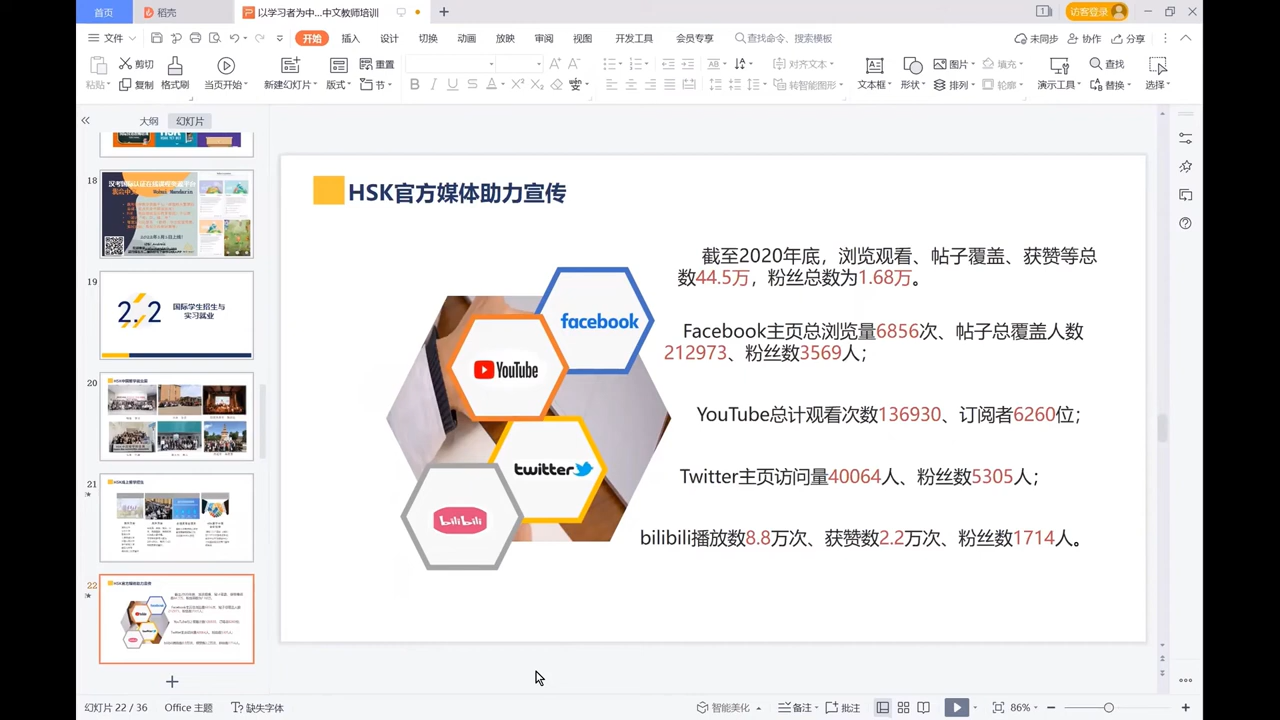 首页
稻壳
以学习者为中...中文教师培训
1
访客登录
文件
开始
插入
设计
切换
动画
放映
审阅
视图
开发工具
会员专享
查找命令、搜索模板
未同步
协作
分享
粘贴
剪切
复制
格式刷
当页开始
新建幻灯片
版式
重置
节
B I U S A X² X₂
对齐文本
转智能图形
文本框
形状
图片
排列
填充
轮廓
演示工具
查找
替换
选择
大纲
幻灯片
18
19
2.2
国际学生招生与
实习就业
20
21
22
HSK官方媒体助力宣传
截至2020年底，浏览观看、帖子覆盖、获赞等总
数44.5万，粉丝总数为1.68万。
facebook
Facebook主页总浏览量6856次、帖子总覆盖人数
212973、粉丝数3569人；
YouTube
YouTube总计观看次数136930、订阅者6260位；
twitter
Twitter主页访问量40064人、粉丝数5305人；
bilibili
bilibili播放数8.8万次、获赞数2.2万次、粉丝数1714人。
幻灯片 22 / 36
Office 主题
缺失字体
智能美化
备注
批注
86%